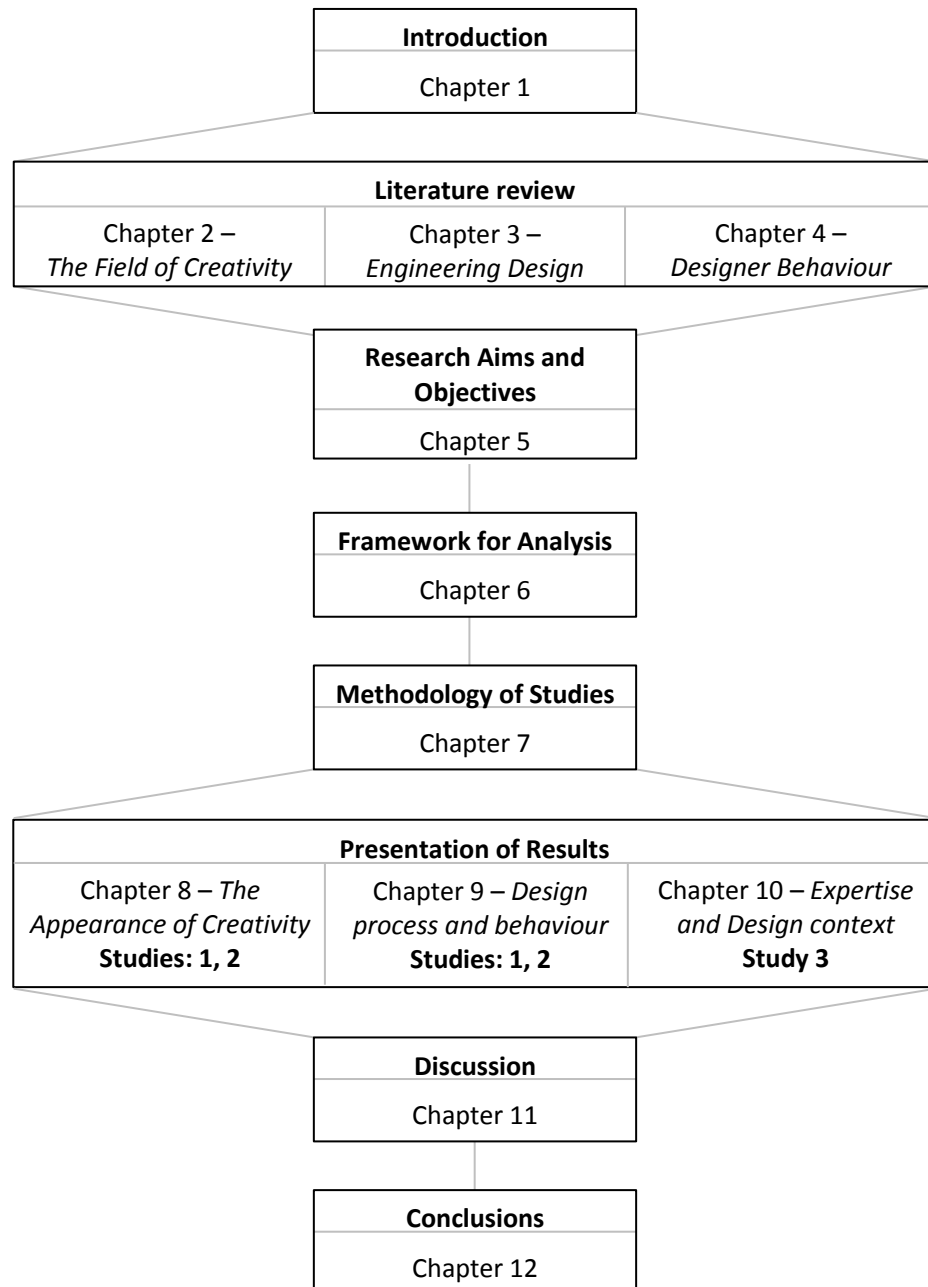 Introduction
Chapter 1
Literature review
Chapter 2 –
The Field of Creativity
Chapter 3 –
Engineering Design
Chapter 4 –
Designer Behaviour
Research Aims and
Objectives
Chapter 5
Framework for Analysis
Chapter 6
Methodology of Studies
Chapter 7
Presentation of Results
Chapter 8 – The
Appearance of Creativity
Studies: 1, 2
Chapter 9 – Design
process and behaviour
Studies: 1, 2
Chapter 10 – Expertise
and Design context
Study 3
Discussion
Chapter 11
Conclusions
Chapter 12